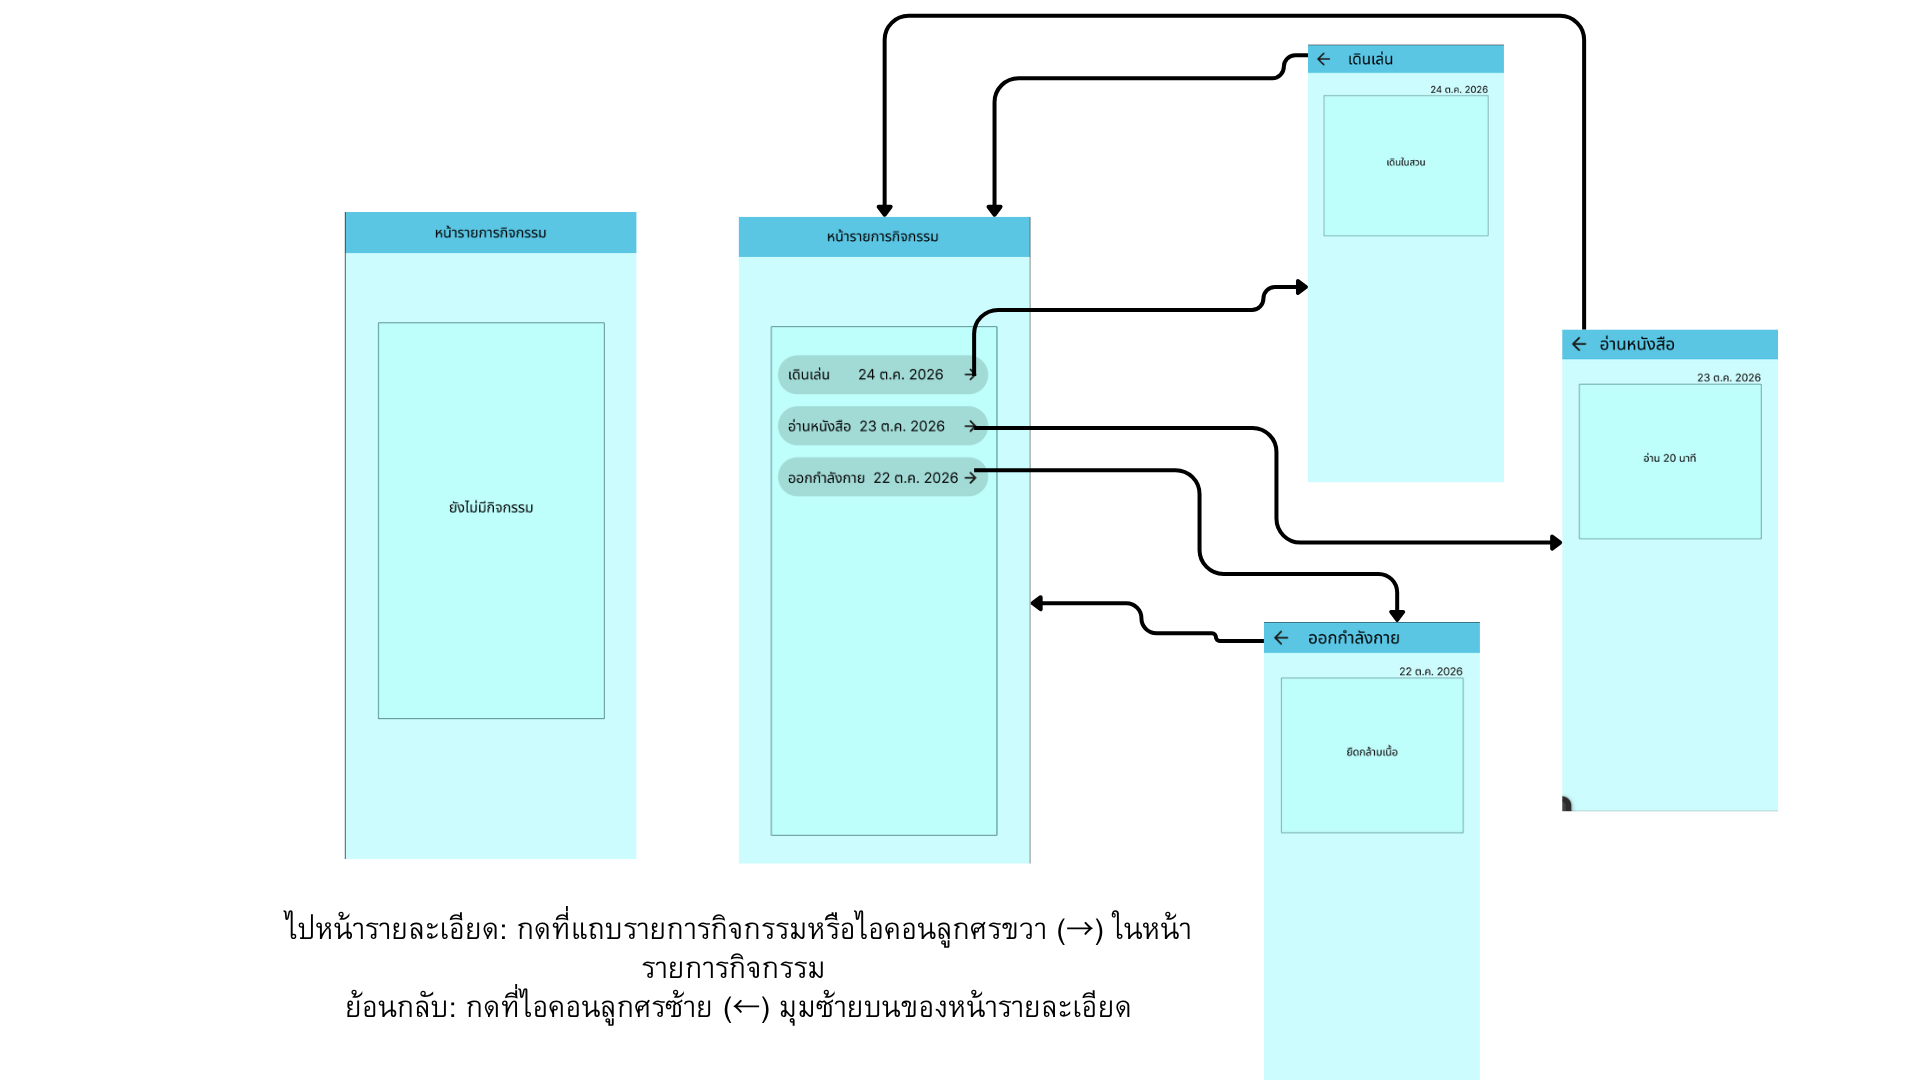 หน้ารายการกิจกรรม
ยังไม่มีกิจกรรม
หน้ารายการกิจกรรม
เดินเล่น 24 ต.ค. 2026 →
อ่านหนังสือ 23 ต.ค. 2026 →
ออกกำลังกาย 22 ต.ค. 2026 →
← เดินเล่น
24 ต.ค. 2026
เดินในสวน
← อ่านหนังสือ
23 ต.ค. 2026
อ่าน 20 นาที
← ออกกำลังกาย
22 ต.ค. 2026
ยืดกล้ามเนื้อ
ไปหน้ารายละเอียด: กดที่แถบรายการกิจกรรมหรือไอคอนลูกศรขวา (→) ในหน้า
รายการกิจกรรม
ย้อนกลับ: กดที่ไอคอนลูกศรซ้าย (←) มุมซ้ายบนของหน้ารายละเอียด